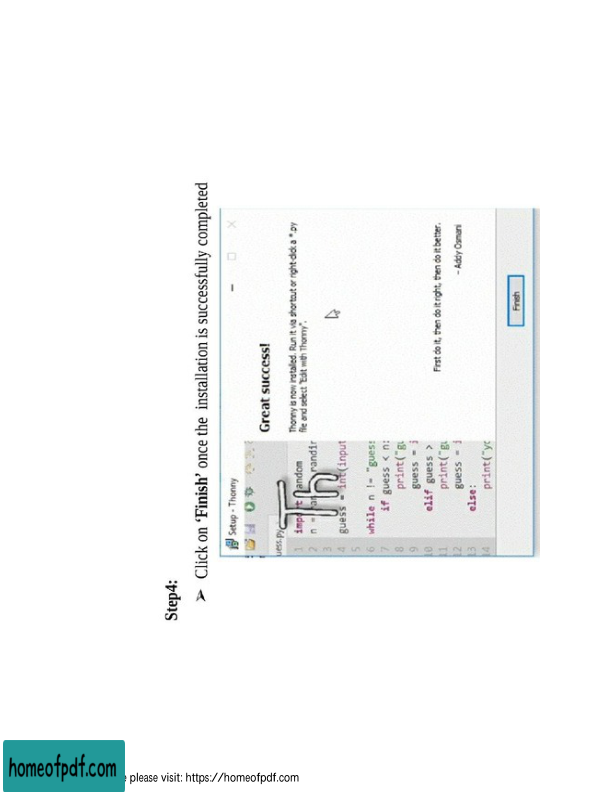 Step4:
➤ Click on ‘Finish’ once the installation is successfully completed
Setup - Thonny
Great success!
Thonny is now installed. Run it via shortcut or right-click a *.py
file and select "Edit with Thonny".
First do it, then do it right, then do it better.
~ Addy Osmani
Finish
uess.py
Th
1 import random
2 n = randir
3
4 guess = int(input
5
6 while n != "guess
7 if guess < n:
8 print("gu
9 guess = i
10 elif guess >
11 print("gu
12 guess = i
13 else:
14 print("yo
homeofpdf.com
please visit: https://homeofpdf.com